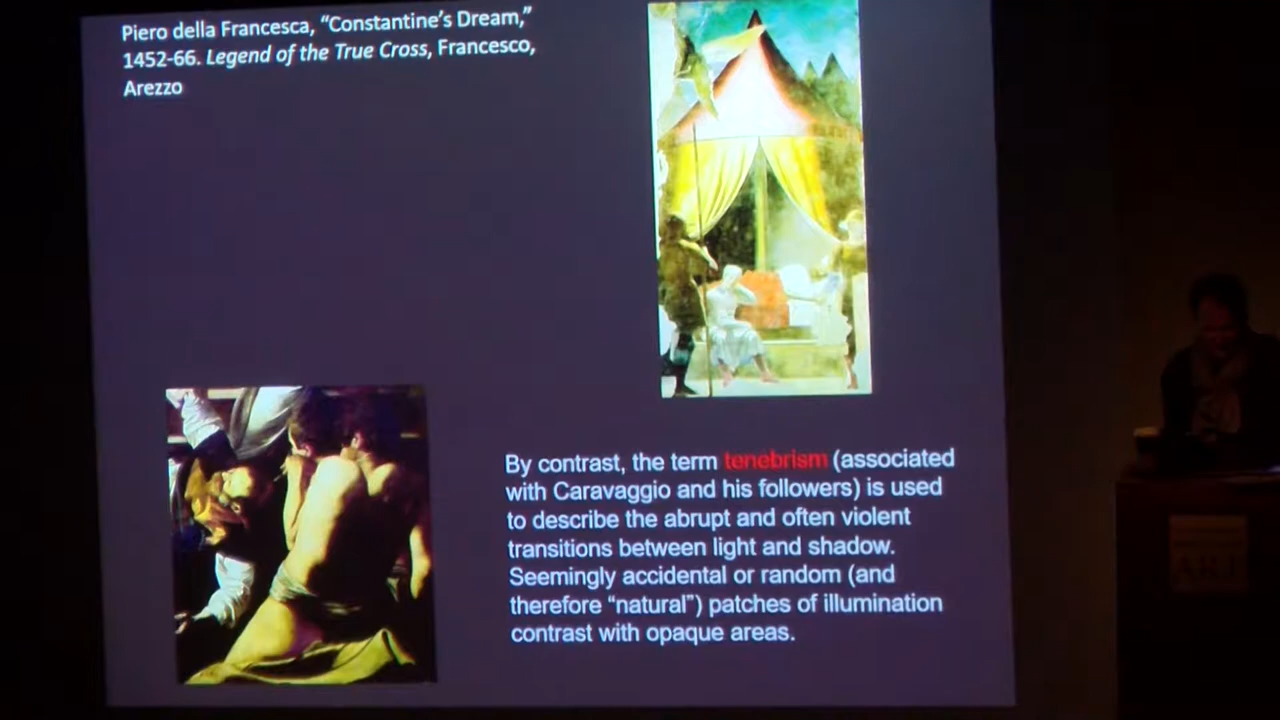 Piero della Francesca, “Constantine’s Dream,”
1452-66. Legend of the True Cross, Francesco,
Arezzo
By contrast, the term tenebrism (associated
with Caravaggio and his followers) is used
to describe the abrupt and often violent
transitions between light and shadow.
Seemingly accidental or random (and
therefore “natural”) patches of illumination
contrast with opaque areas.
ART